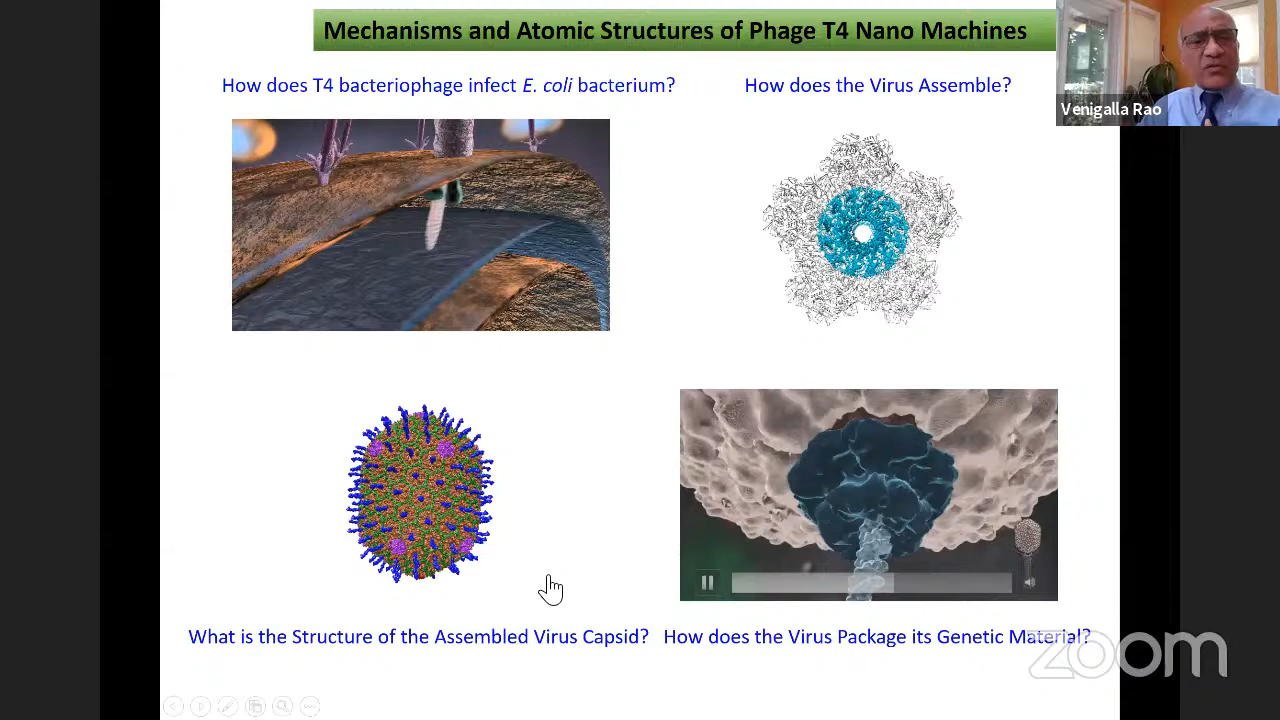 Mechanisms and Atomic Structures of Phage T4 Nano Machines
How does T4 bacteriophage infect E. coli bacterium?
How does the Virus Assemble?
Venigalla Rao
What is the Structure of the Assembled Virus Capsid?
How does the Virus Package its Genetic Material?
zoom